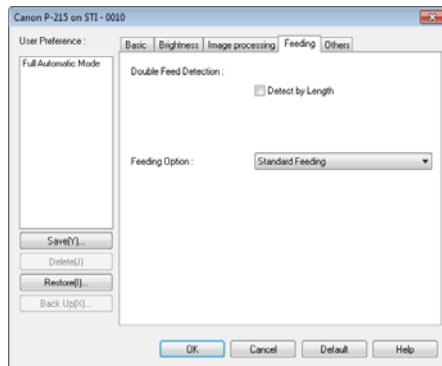 Canon P-215 on STI - 0010
User Preference :
Basic Brightness Image processing Feeding Others
Full Automatic Mode
Double Feed Detection :
Detect by Length
Feeding Option :
Standard Feeding
Save(Y)...
Delete(J)
Restore(I)...
Back Up(X)...
OK Cancel Default Help